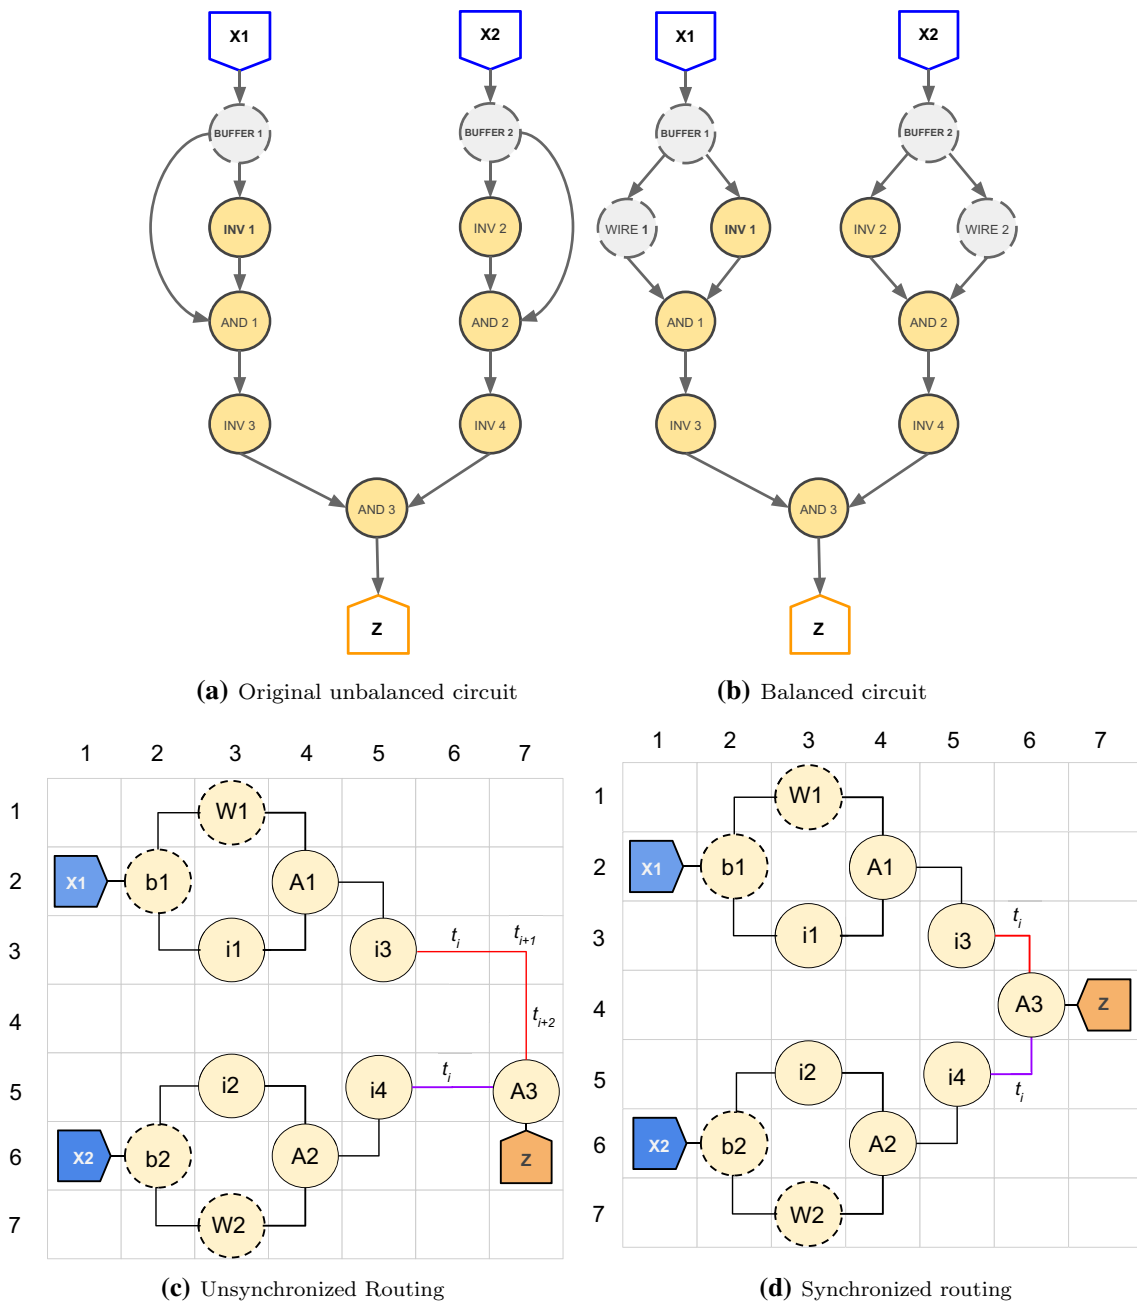 X1
X2
X1
X2
BUFFER 1
BUFFER 2
BUFFER 1
BUFFER 2
INV 1
INV 2
WIRE 1
INV 1
INV 2
WIRE 2
AND 1
AND 2
AND 1
AND 2
INV 3
INV 4
INV 3
INV 4
AND 3
AND 3
Z
Z
(a) Original unbalanced circuit
(b) Balanced circuit
1 2 3 4 5 6 7
1 W1
2 X1 b1 A1
3 i1 i3 ti ti+1
4 ti+2
5 i2 i4 ti A3
6 X2 b2 A2 Z
7 W2
(c) Unsynchronized Routing
1 2 3 4 5 6 7
1 W1
2 X1 b1 A1
3 i1 i3 ti
4 A3 Z
5 i2 i4 ti
6 X2 b2 A2
7 W2
(d) Synchronized routing